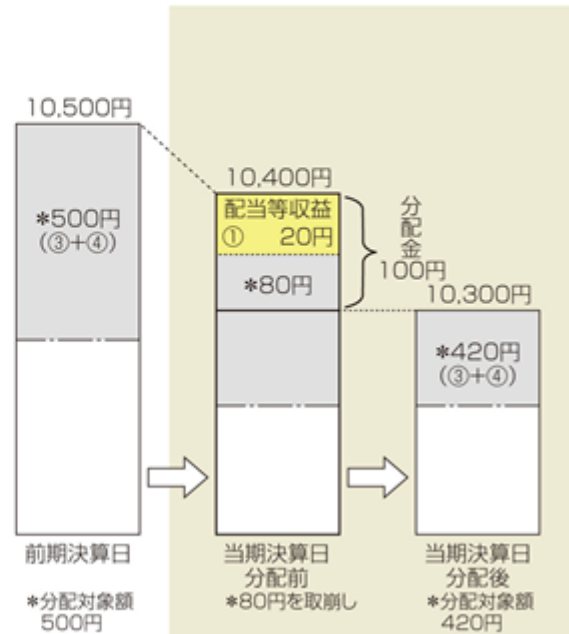 10,500円
*500円
(③+④)
10,400円
配当等収益
① 20円
*80円
分配金
100円
10,300円
*420円
(③+④)
前期決算日
*分配対象額
500円
当期決算日
分配前
*80円を取崩し
当期決算日
分配後
*分配対象額
420円